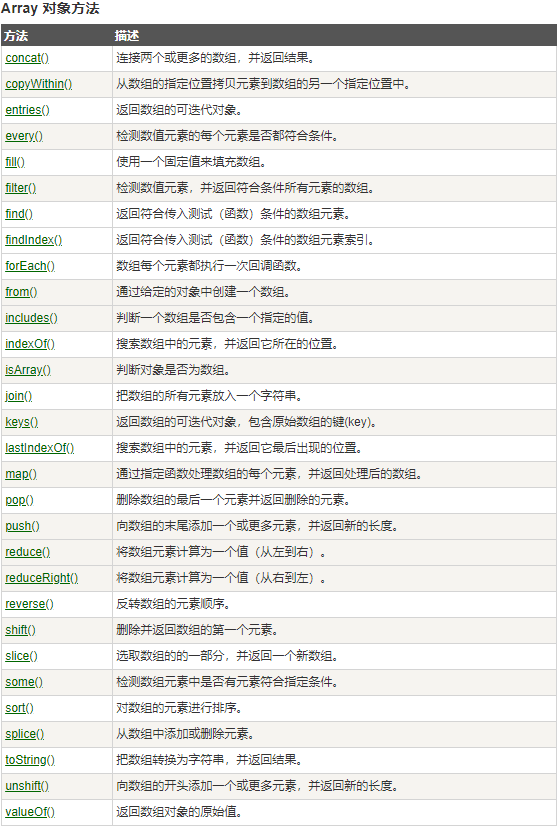 Array 对象方法
方法 描述
concat() 连接两个或更多的数组，并返回结果。
copyWithin() 从数组的指定位置拷贝元素到数组的另一个指定位置中。
entries() 返回数组的可迭代对象。
every() 检测数值元素的每个元素是否都符合条件。
fill() 使用一个固定值来填充数组。
filter() 检测数值元素，并返回符合条件所有元素的数组。
find() 返回符合传入测试（函数）条件的数组元素。
findIndex() 返回符合传入测试（函数）条件的数组元素索引。
forEach() 数组每个元素都执行一次回调函数。
from() 通过给定的对象中创建一个数组。
includes() 判断一个数组是否包含一个指定的值。
indexOf() 搜索数组中的元素，并返回它所在的位置。
isArray() 判断对象是否为数组。
join() 把数组的所有元素放入一个字符串。
keys() 返回数组的可迭代对象，包含原始数组的键(key)。
lastIndexOf() 搜索数组中的元素，并返回它最后出现的位置。
map() 通过指定函数处理数组的每个元素，并返回处理后的数组。
pop() 删除数组的最后一个元素并返回删除的元素。
push() 向数组的末尾添加一个或更多元素，并返回新的长度。
reduce() 将数组元素计算为一个值（从左到右）。
reduceRight() 将数组元素计算为一个值（从右到左）。
reverse() 反转数组的元素顺序。
shift() 删除并返回数组的第一个元素。
slice() 选取数组的的一部分，并返回一个新数组。
some() 检测数组元素中是否有元素符合指定条件。
sort() 对数组的元素进行排序。
splice() 从数组中添加或删除元素。
toString() 把数组转换为字符串，并返回结果。
unshift() 向数组的开头添加一个或更多元素，并返回新的长度。
valueOf() 返回数组对象的原始值。